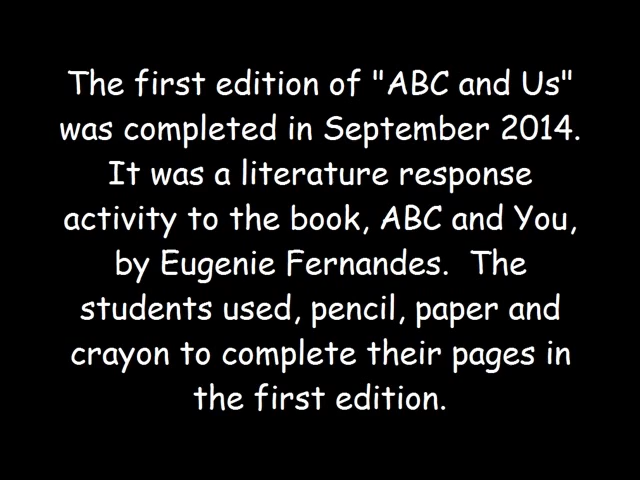 The first edition of "ABC and Us"
was completed in September 2014.
It was a literature response
activity to the book, ABC and You,
by Eugenie Fernandes.  The
students used, pencil, paper and
crayon to complete their pages in
the first edition.